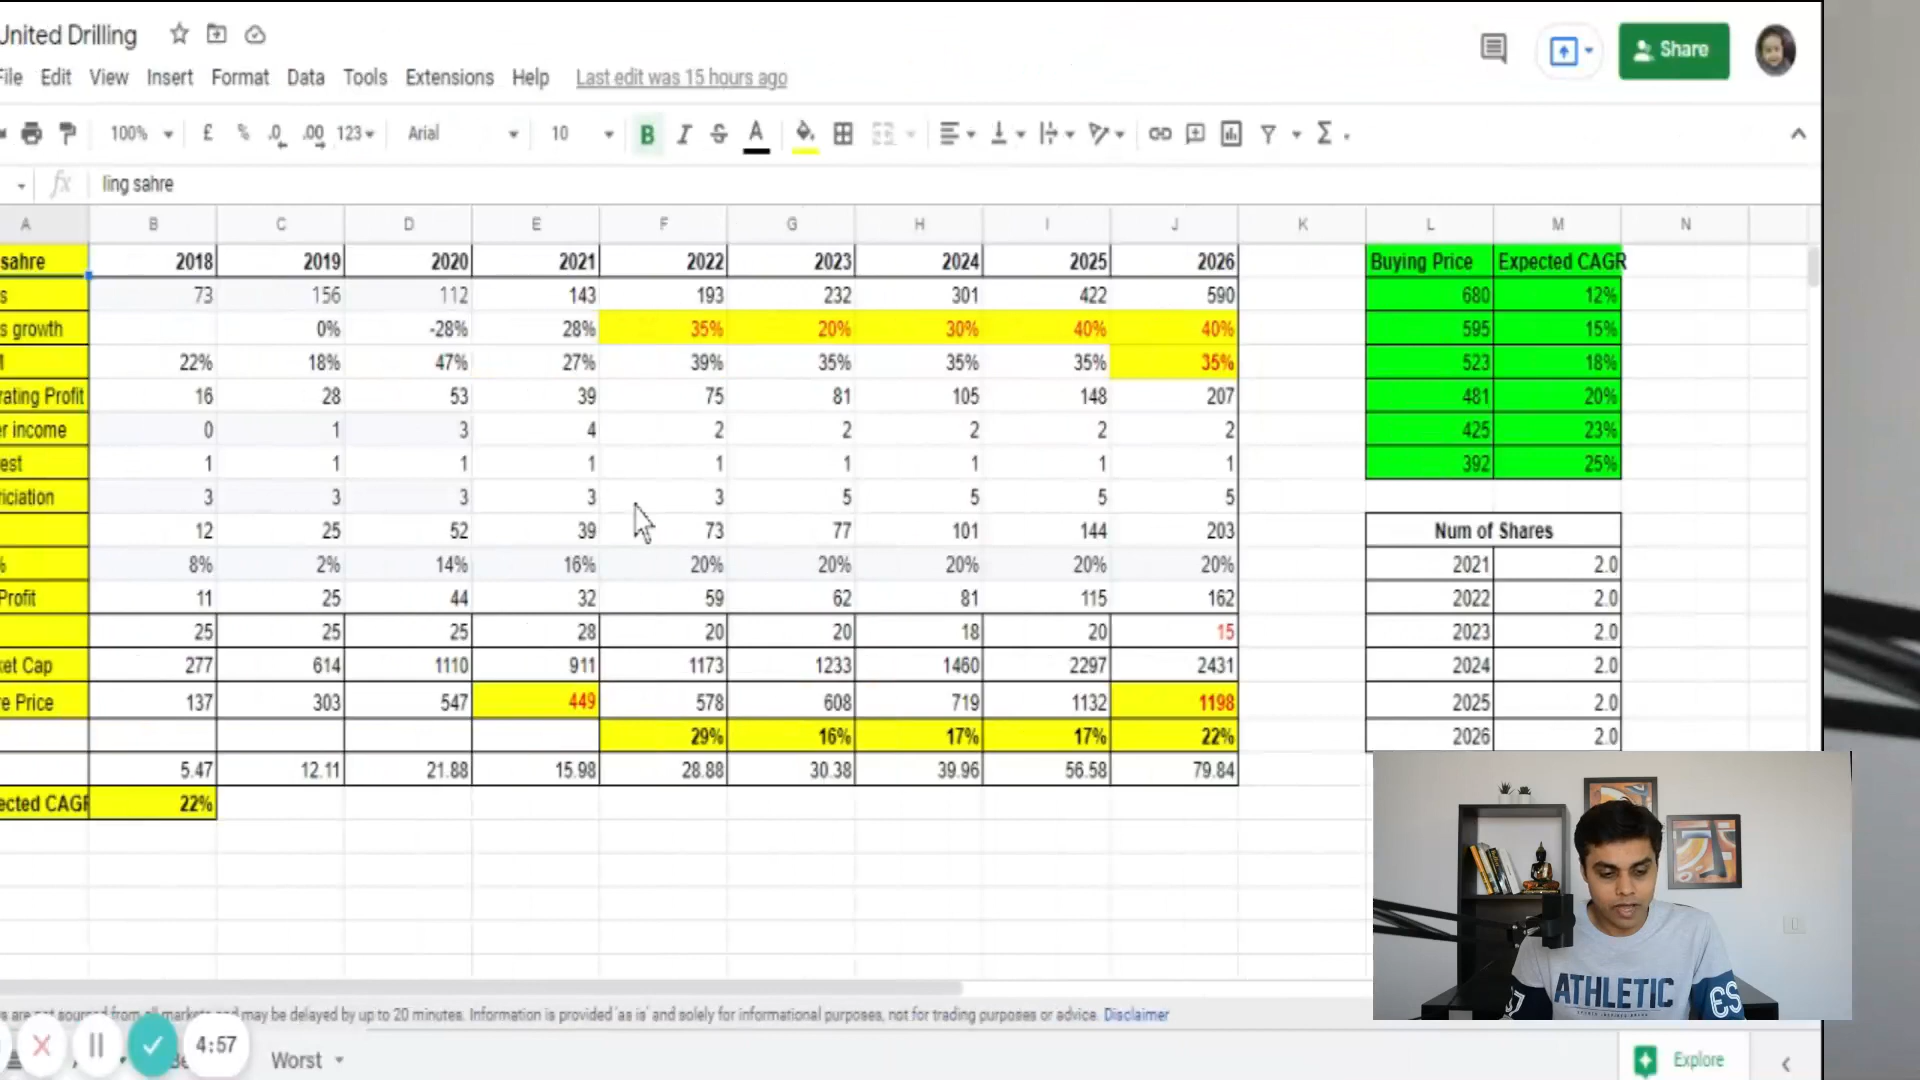 United Drilling
File Edit View Insert Format Data Tools Extensions Help Last edit was 15 hours ago
Share
100% £ % .0 .00 123 Arial 10 B I S A Σ
fx ling sahre
A B C D E F G H I J K L M N
sahre 2018 2019 2020 2021 2022 2023 2024 2025 2026 Buying Price Expected CAGR
s 73 156 112 143 193 232 301 422 590 680 12%
s growth 0% -28% 28% 35% 20% 30% 40% 40% 595 15%
22% 18% 47% 27% 39% 35% 35% 35% 35% 523 18%
rating Profit 16 28 53 39 75 81 105 148 207 481 20%
er income 0 1 3 4 2 2 2 2 2 425 23%
est 1 1 1 1 1 1 1 1 1 392 25%
riciation 3 3 3 3 3 5 5 5 5
12 25 52 39 73 77 101 144 203 Num of Shares
% 8% 2% 14% 16% 20% 20% 20% 20% 20% 2021 2.0
Profit 11 25 44 32 59 62 81 115 162 2022 2.0
25 25 25 28 20 20 18 20 15 2023 2.0
ket Cap 277 614 1110 911 1173 1233 1460 2297 2431 2024 2.0
re Price 137 303 547 449 578 608 719 1132 1198 2025 2.0
29% 16% 17% 17% 22% 2026 2.0
5.47 12.11 21.88 15.98 28.88 30.38 39.96 56.58 79.84
ected CAGR 22%
ATHLETIC
ES
s are not sourced from all markets and may be delayed by up to 20 minutes. Information is provided 'as is' and solely for informational purposes, not for trading purposes or advice. Disclaimer
4:57 Worst
Explore